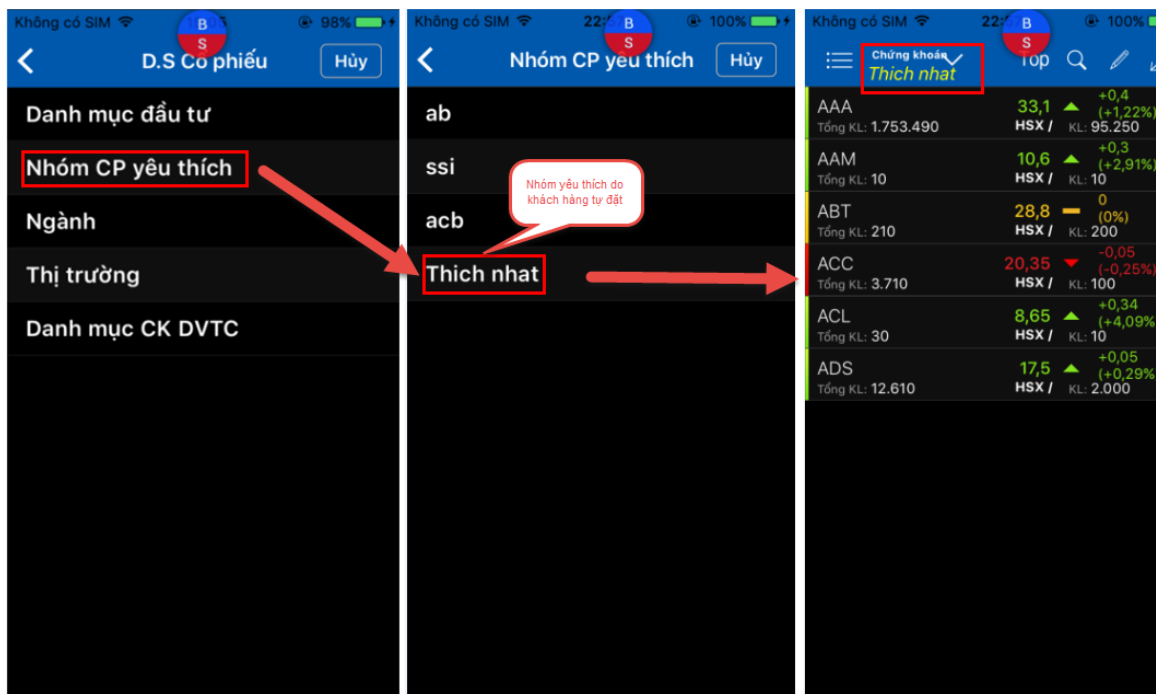 Không có SIM
B
S
98%
D.S Cổ phiếu
Hủy
Danh mục đầu tư
Nhóm CP yêu thích
Ngành
Thị trường
Danh mục CK DVTC
Không có SIM
22:
B
S
100%
Nhóm CP yêu thích
Hủy
ab
ssi
acb
Thich nhat
Nhóm yêu thích do
khách hàng tự đặt
Không có SIM
22:
B
S
100%
Chứng khoán
Thich nhat
Top
AAA 33,1 +0,4
(+1,22%)
Tổng KL: 1.753.490 HSX / KL: 95.250
AAM 10,6 +0,3
(+2,91%)
Tổng KL: 10 HSX / KL: 10
ABT 28,8 0
(0%)
Tổng KL: 210 HSX / KL: 200
ACC 20,35 -0,05
(-0,25%)
Tổng KL: 3.710 HSX / KL: 100
ACL 8,65 +0,34
(+4,09%
Tổng KL: 30 HSX / KL: 10
ADS 17,5 +0,05
(+0,29%
Tổng KL: 12.610 HSX / KL: 2.000